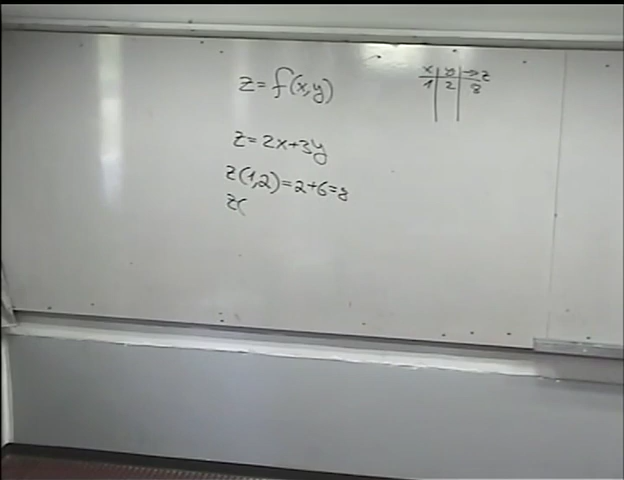 z=f(x,y)
z=2x+3y
z(1,2)=2+6=8
z(
x y → z
1 2 8